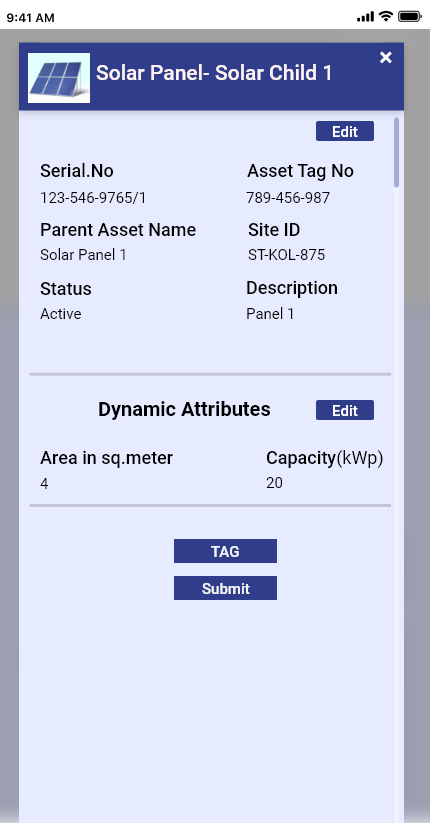 9:41 AM
Solar Panel- Solar Child 1
Edit
Serial.No
Asset Tag No
123-546-9765/1
789-456-987
Parent Asset Name
Site ID
Solar Panel 1
ST-KOL-875
Status
Description
Active
Panel 1
Dynamic Attributes
Edit
Area in sq.meter
Capacity(kWp)
4
20
TAG
Submit